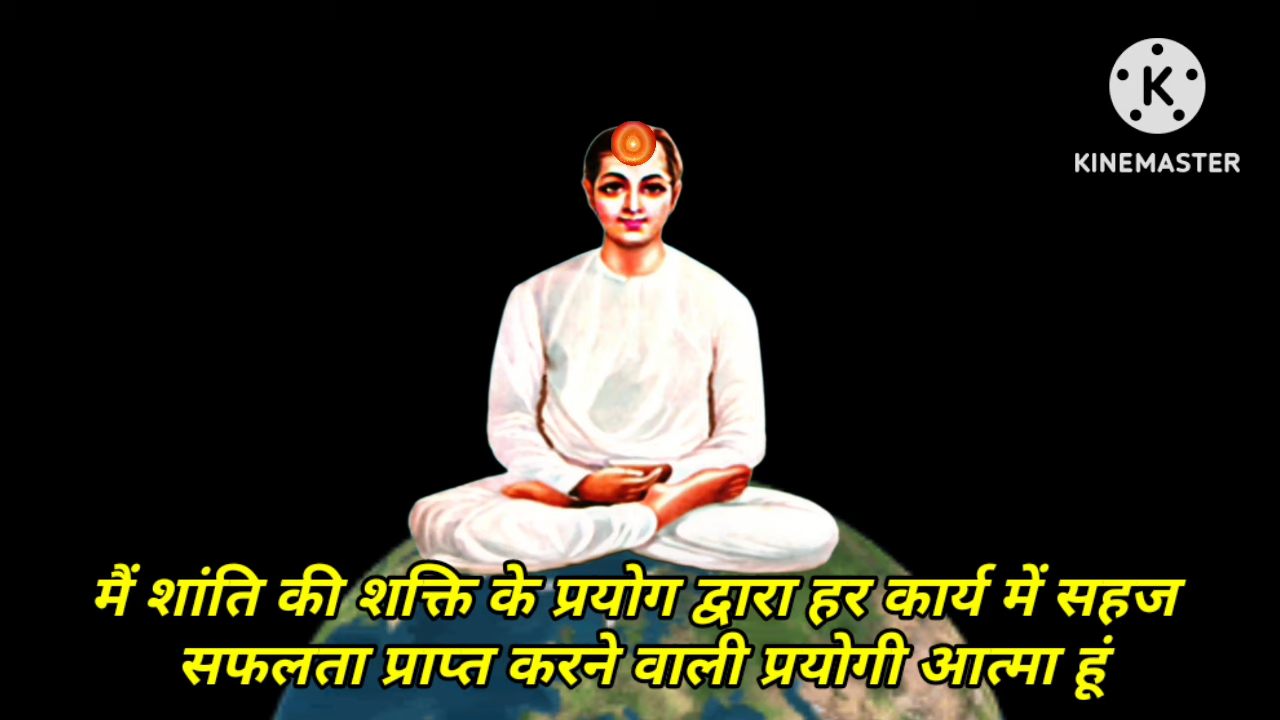 K
KINEMASTER
मैं शांति की शक्ति के प्रयोग द्वारा हर कार्य में सहज
सफलता प्राप्त करने वाली प्रयोगी आत्मा हूं